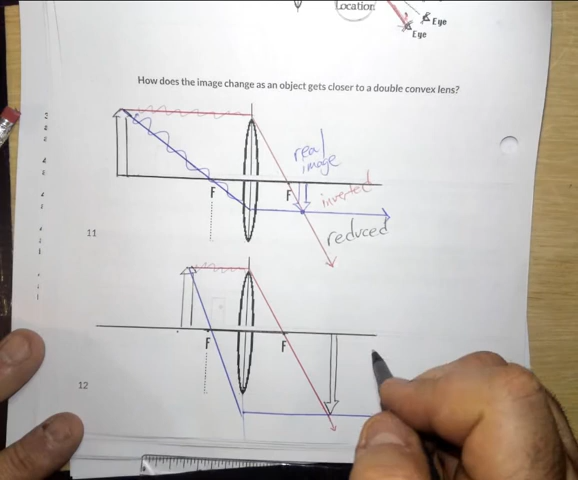 Location
Eye
Eye
How does the image change as an object gets closer to a double convex lens?
real
image
F
F
inverted
reduced
11
F
F
12